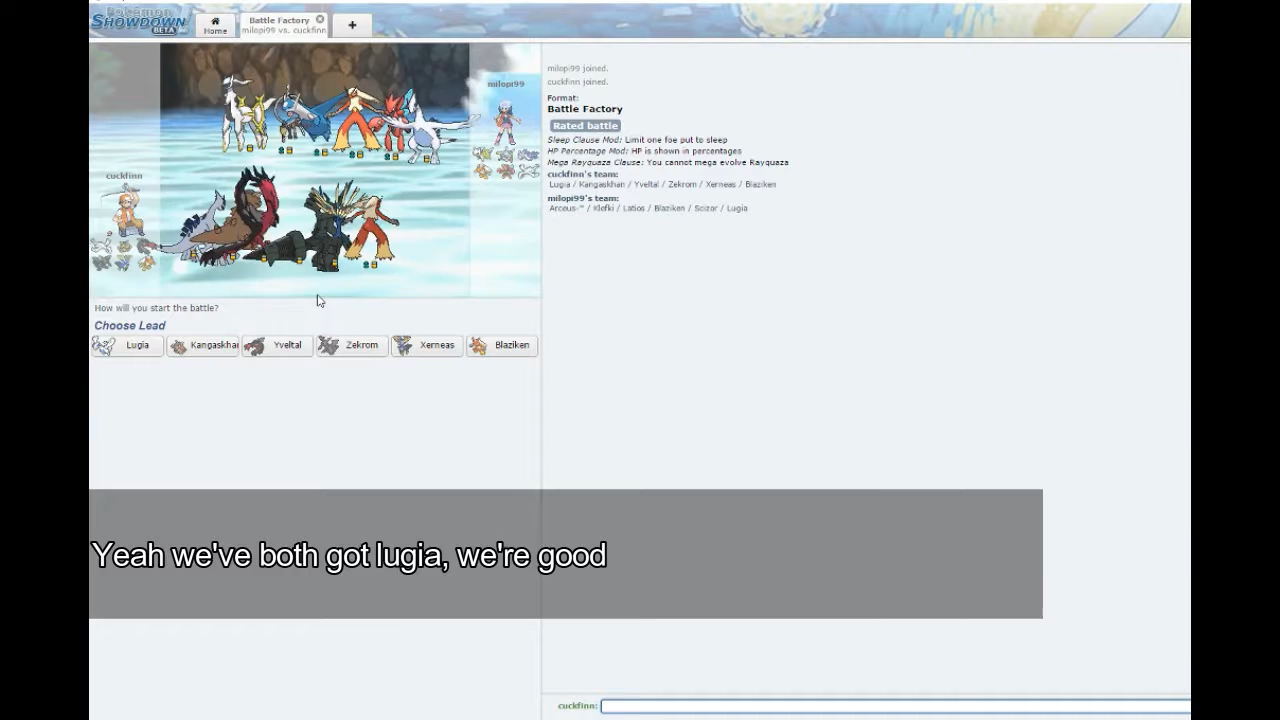 Pokémon
SHOWDOWN
BETA
Home
Battle Factory
milopi99 vs. cuckfinn
+
milopi99
cuckfinn
milopi99 joined.
cuckfinn joined.
Format:
Battle Factory
Rated battle
Sleep Clause Mod: Limit one foe put to sleep
HP Percentage Mod: HP is shown in percentages
Mega Rayquaza Clause: You cannot mega evolve Rayquaza
cuckfinn's team:
Lugia / Kangaskhan / Yveltal / Zekrom / Xerneas / Blaziken
milopi99's team:
Arceus-* / Klefki / Latios / Blaziken / Scizor / Lugia
How will you start the battle?
Choose Lead
Lugia
Kangaskhai
Yveltal
Zekrom
Xerneas
Blaziken
Yeah we've both got lugia, we're good
cuckfinn: